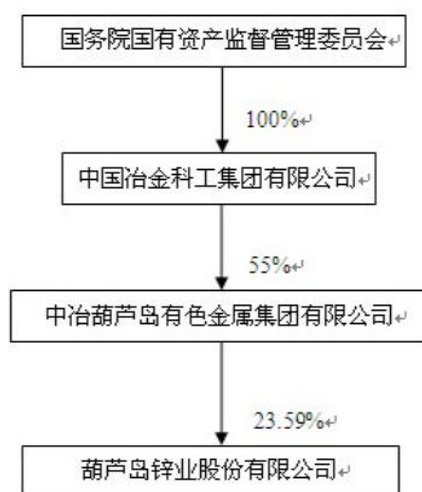 国务院国有资产监督管理委员会↵
100%↵
中国冶金科工集团有限公司↵
55%↵
中冶葫芦岛有色金属集团有限公司↵
23.59%↵
葫芦岛锌业股份有限公司↵